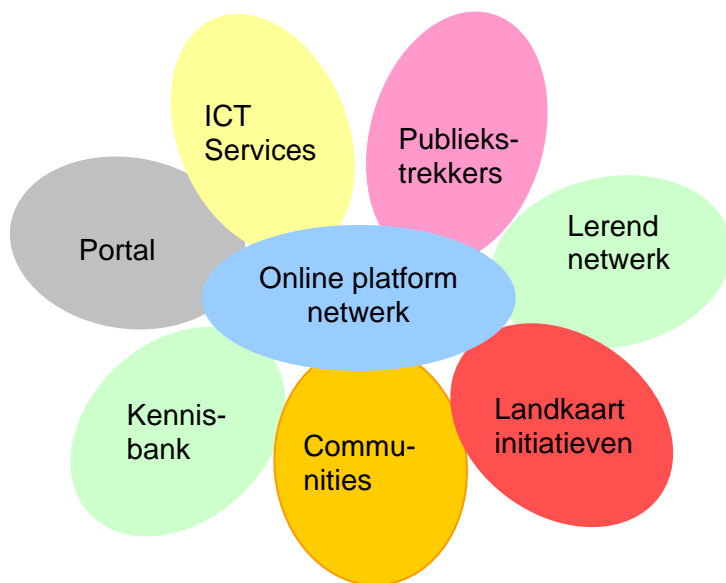 ICT
Services
Publieks-
trekkers
Portal
Lerend
netwerk
Online platform
netwerk
Kennis-
bank
Commu-
nities
Landkaart
initiatieven